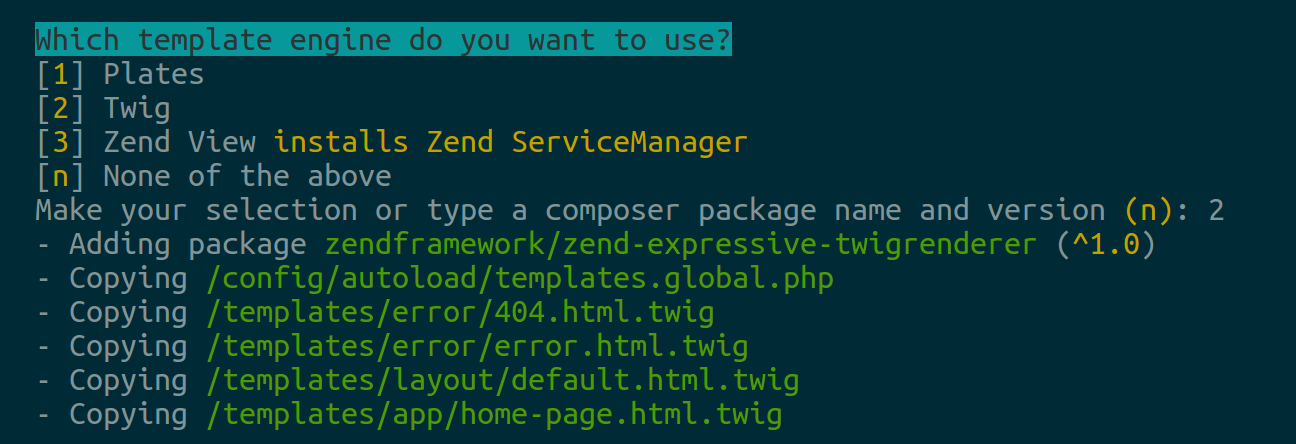 Which template engine do you want to use?
[1] Plates
[2] Twig
[3] Zend View installs Zend ServiceManager
[n] None of the above
Make your selection or type a composer package name and version (n): 2
- Adding package zendframework/zend-expressive-twigrenderer (^1.0)
- Copying /config/autoload/templates.global.php
- Copying /templates/error/404.html.twig
- Copying /templates/error/error.html.twig
- Copying /templates/layout/default.html.twig
- Copying /templates/app/home-page.html.twig